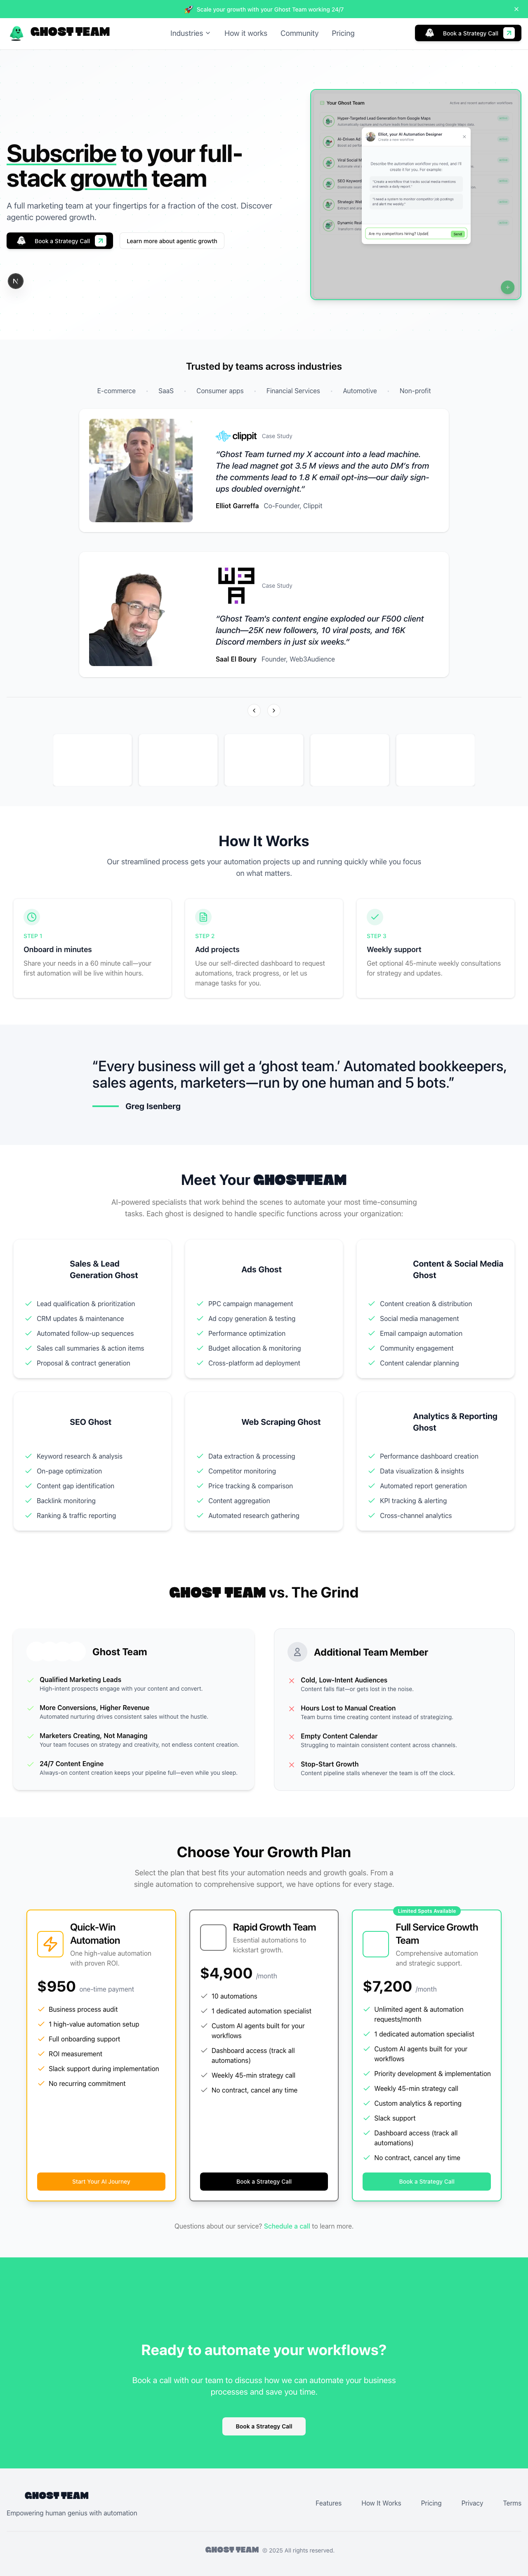 Scale your growth with your Ghost Team working 24/7
GHOST TEAM
Industries
How it works
Community
Pricing
Book a Strategy Call
Subscribe to your full-
stack growth team
A full marketing team at your fingertips for a fraction of the cost. Discover
agentic powered growth.
Book a Strategy Call
Learn more about agentic growth
N
Your Ghost Team
Elliot, your AI Automation Designer
Create a new workflow
Describe the automation workflow you need, and I'll
create it for you. For example:
Send
Trusted by teams across industries
E-commerce
SaaS
Consumer apps
Financial Services
Automotive
Non-profit
clippit
Case Study
“Ghost Team turned my X account into a lead machine.
The lead magnet got 3.5 M views and the auto DM's from
the comments lead to 1.8 K email opt-ins—our daily sign-
ups doubled overnight.”
Elliot Garreffa Co-Founder, Clippit
W3A
Case Study
“Ghost Team's content engine exploded our F500 client
launch—25K new followers, 10 viral posts, and 16K
Discord members in just six weeks.”
Saal El Boury Founder, Web3Audience
How It Works
Our streamlined process gets your automation projects up and running quickly while you focus
on what matters.
STEP 1
Onboard in minutes
Share your needs in a 60 minute call—your
first automation will be live within hours.
STEP 2
Add projects
Use our self-directed dashboard to request
automations, track progress, or let us
manage tasks for you.
STEP 3
Weekly support
Get optional 45-minute weekly consultations
for strategy and updates.
“Every business will get a ‘ghost team.’ Automated bookkeepers,
sales agents, marketers—run by one human and 5 bots.”
Greg Isenberg
Meet Your GHOSTTEAM
AI-powered specialists that work behind the scenes to automate your most time-consuming
tasks. Each ghost is designed to handle specific functions across your organization:
Sales & Lead
Generation Ghost
Lead qualification & prioritization
CRM updates & maintenance
Automated follow-up sequences
Sales call summaries & action items
Proposal & contract generation
Ads Ghost
PPC campaign management
Ad copy generation & testing
Performance optimization
Budget allocation & monitoring
Cross-platform ad deployment
Content & Social Media
Ghost
Content creation & distribution
Social media management
Email campaign automation
Community engagement
Content calendar planning
SEO Ghost
Keyword research & analysis
On-page optimization
Content gap identification
Backlink monitoring
Ranking & traffic reporting
Web Scraping Ghost
Data extraction & processing
Competitor monitoring
Price tracking & comparison
Content aggregation
Automated research gathering
Analytics & Reporting
Ghost
Performance dashboard creation
Data visualization & insights
Automated report generation
KPI tracking & alerting
Cross-channel analytics
GHOST TEAM vs. The Grind
Ghost Team
Qualified Marketing Leads
High-intent prospects engage with your content and convert.
More Conversions, Higher Revenue
Automated nurturing drives consistent sales without the hustle.
Marketers Creating, Not Managing
Your team focuses on strategy and creativity, not endless content creation.
24/7 Content Engine
Always-on content creation keeps your pipeline full—even while you sleep.
Additional Team Member
Cold, Low-Intent Audiences
Content falls flat—or gets lost in the noise.
Hours Lost to Manual Creation
Team burns time creating content instead of strategizing.
Empty Content Calendar
Struggling to maintain consistent content across channels.
Stop-Start Growth
Content pipeline stalls whenever the team is off the clock.
Choose Your Growth Plan
Select the plan that best fits your automation needs and growth goals. From a
single automation to comprehensive support, we have options for every stage.
Quick-Win
Automation
One high-value automation
with proven ROI.
$950 one-time payment
Business process audit
1 high-value automation setup
Full onboarding support
ROI measurement
Slack support during implementation
No recurring commitment
Start Your AI Journey
Rapid Growth Team
Essential automations to
kickstart growth.
$4,900 /month
10 automations
1 dedicated automation specialist
Custom AI agents built for your
workflows
Dashboard access (track all
automations)
Weekly 45-min strategy call
No contract, cancel any time
Book a Strategy Call
Limited Spots Available
Full Service Growth
Team
Comprehensive automation
and strategic support.
$7,200 /month
Unlimited agent & automation
requests/month
1 dedicated automation specialist
Custom AI agents built for your
workflows
Priority development & implementation
Weekly 45-min strategy call
Custom analytics & reporting
Slack support
Dashboard access (track all
automations)
No contract, cancel any time
Book a Strategy Call
Questions about our service? Schedule a call to learn more.
Ready to automate your workflows?
Book a call with our team to discuss how we can automate your business
processes and save you time.
Book a Strategy Call
GHOST TEAM
Empowering human genius with automation
Features
How It Works
Pricing
Privacy
Terms
GHOST TEAM © 2025 All rights reserved.